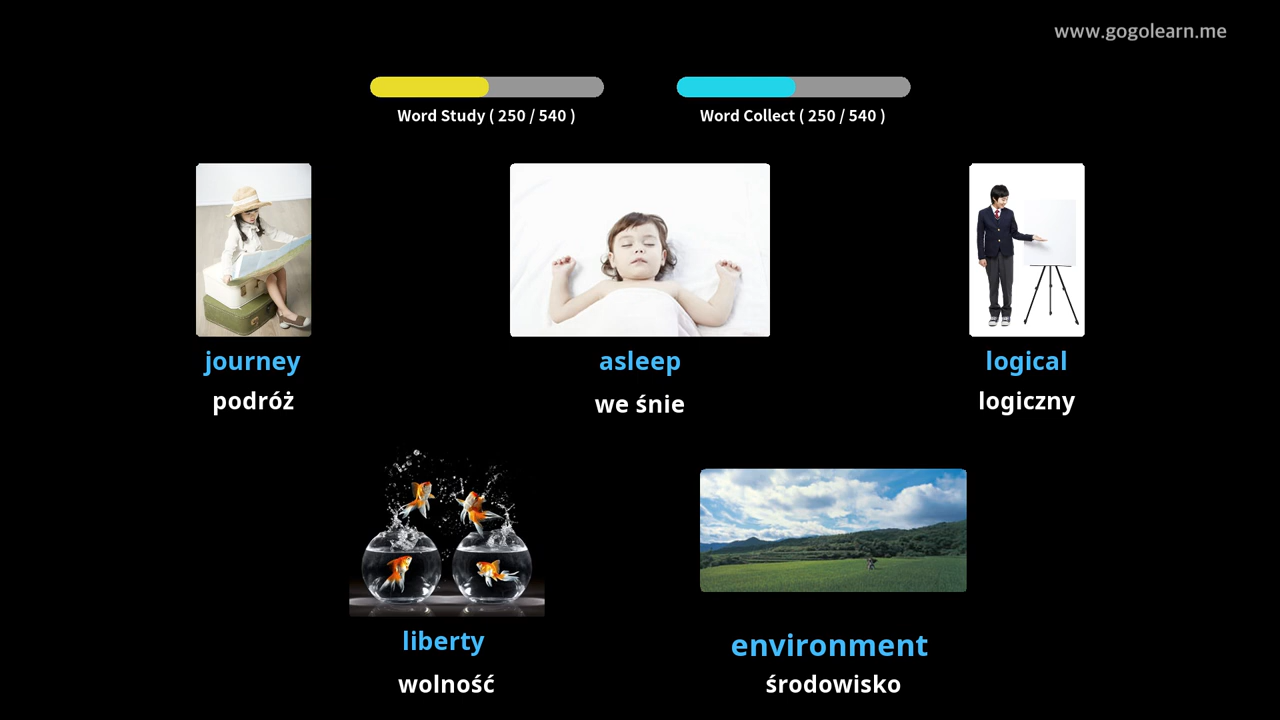 www.gogolearn.me
Word Study ( 250 / 540 )
Word Collect ( 250 / 540 )
journey
podróż
asleep
we śnie
logical
logiczny
liberty
wolność
environment
środowisko